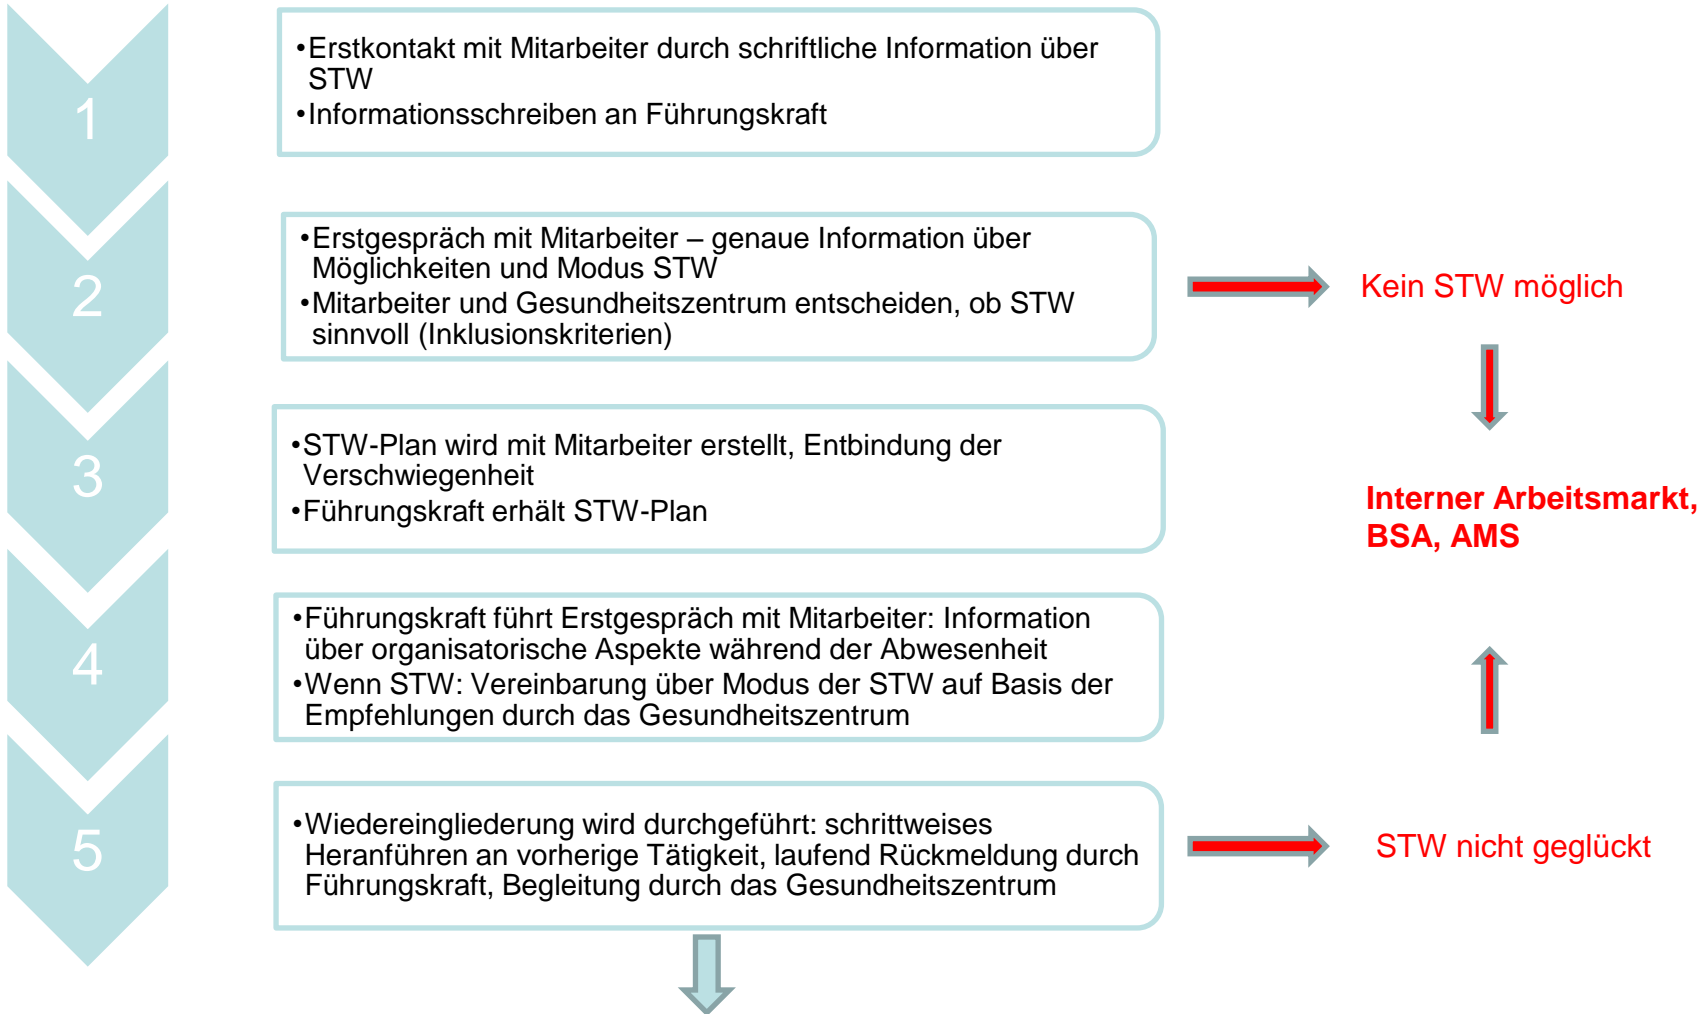 1
•Erstkontakt mit Mitarbeiter durch schriftliche Information über
STW
•Informationsschreiben an Führungskraft
2
•Erstgespräch mit Mitarbeiter – genaue Information über
Möglichkeiten und Modus STW
•Mitarbeiter und Gesundheitszentrum entscheiden, ob STW
sinnvoll (Inklusionskriterien)
Kein STW möglich
3
•STW-Plan wird mit Mitarbeiter erstellt, Entbindung der
Verschwiegenheit
•Führungskraft erhält STW-Plan
Interner Arbeitsmarkt,
BSA, AMS
4
•Führungskraft führt Erstgespräch mit Mitarbeiter: Information
über organisatorische Aspekte während der Abwesenheit
•Wenn STW: Vereinbarung über Modus der STW auf Basis der
Empfehlungen durch das Gesundheitszentrum
5
•Wiedereingliederung wird durchgeführt: schrittweises
Heranführen an vorherige Tätigkeit, laufend Rückmeldung durch
Führungskraft, Begleitung durch das Gesundheitszentrum
STW nicht geglückt